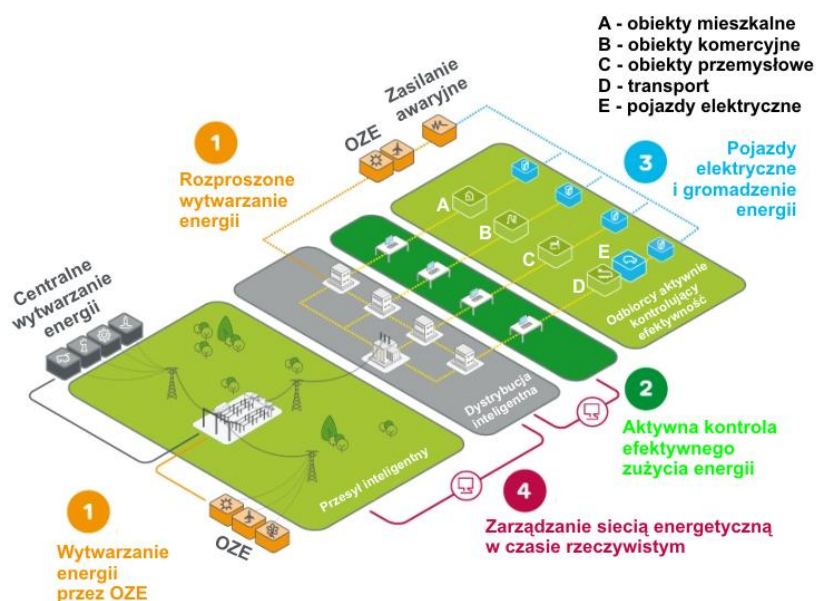 A - obiekty mieszkalne
B - obiekty komercyjne
C - obiekty przemysłowe
D - transport
E - pojazdy elektryczne
Zasilanie
awaryjne
OZE
1
Rozproszone
wytwarzanie
energii
3
Pojazdy
elektryczne
i gromadzenie
energii
A
B
C
E
D
Odbiorcy aktywnie
kontrolujący
efektywność
Centralne
wytwarzanie
energii
Dystrybucja
inteligentna
2
Aktywna kontrola
efektywnego
zużycia energii
Przesył inteligentny
4
Zarządzanie siecią energetyczną
w czasie rzeczywistym
1
Wytwarzanie
energii
przez OZE
OZE